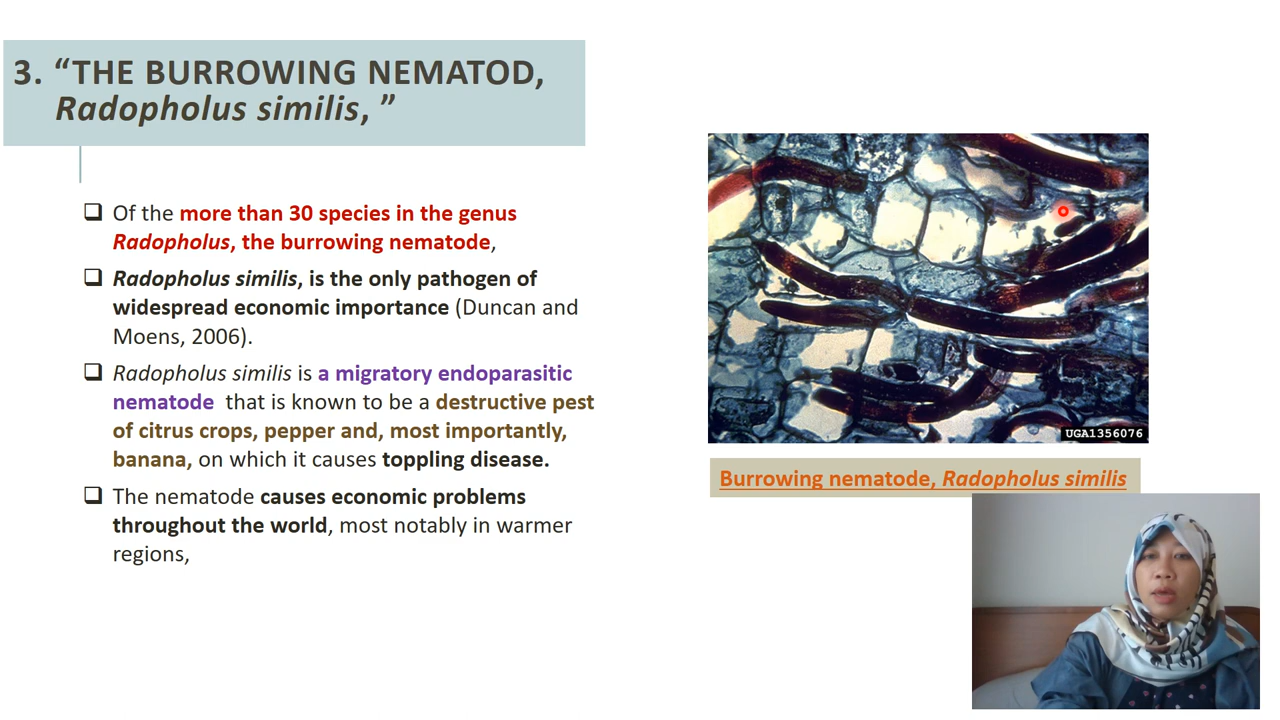 3. “THE BURROWING NEMATOD,
Radopholus similis, ”
❑ Of the more than 30 species in the genus
Radopholus, the burrowing nematode,
❑ Radopholus similis, is the only pathogen of
widespread economic importance (Duncan and
Moens, 2006).
❑ Radopholus similis is a migratory endoparasitic
nematode that is known to be a destructive pest
of citrus crops, pepper and, most importantly,
banana, on which it causes toppling disease.
❑ The nematode causes economic problems
throughout the world, most notably in warmer
regions,
UGA1356076
Burrowing nematode, Radopholus similis